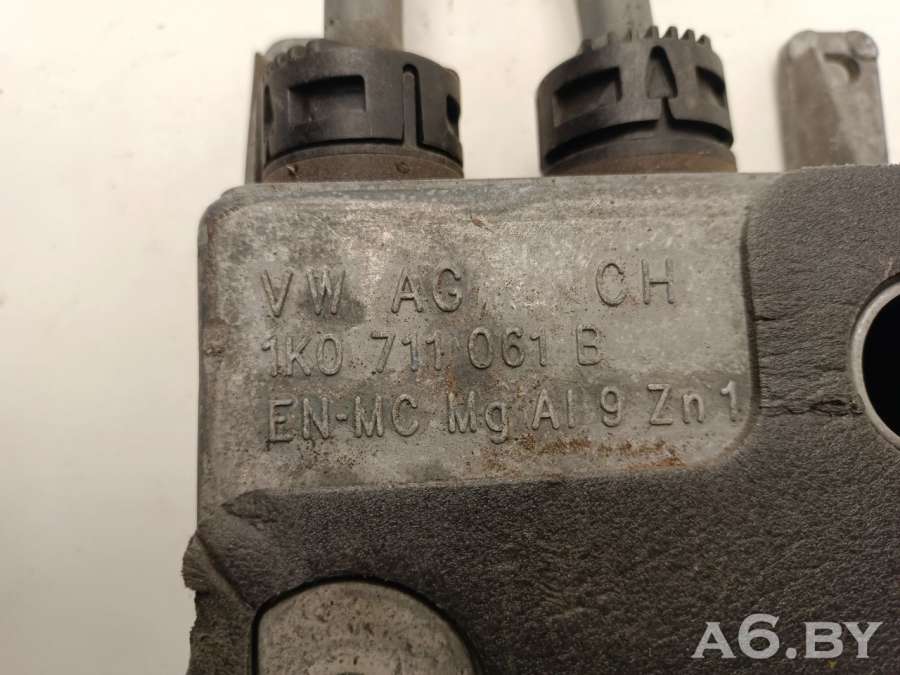 VW AG CH
1K0 711 061 B
EN-MC Mg Al 9 Zn 1
A6.BY